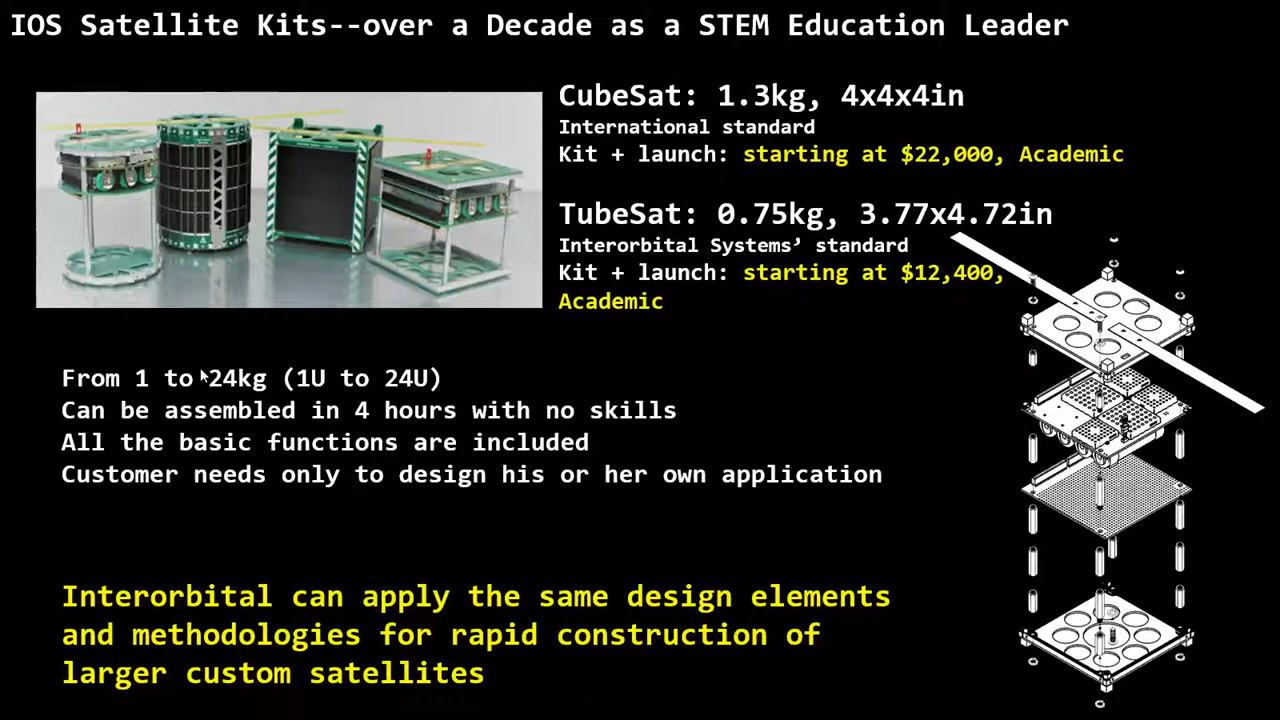 IOS Satellite Kits--over a Decade as a STEM Education Leader
CubeSat: 1.3kg, 4x4x4in
International standard
Kit + launch: starting at $22,000, Academic
TubeSat: 0.75kg, 3.77x4.72in
Interorbital Systems’ standard
Kit + launch: starting at $12,400,
Academic
From 1 to 24kg (1U to 24U)
Can be assembled in 4 hours with no skills
All the basic functions are included
Customer needs only to design his or her own application
Interorbital can apply the same design elements
and methodologies for rapid construction of
larger custom satellites